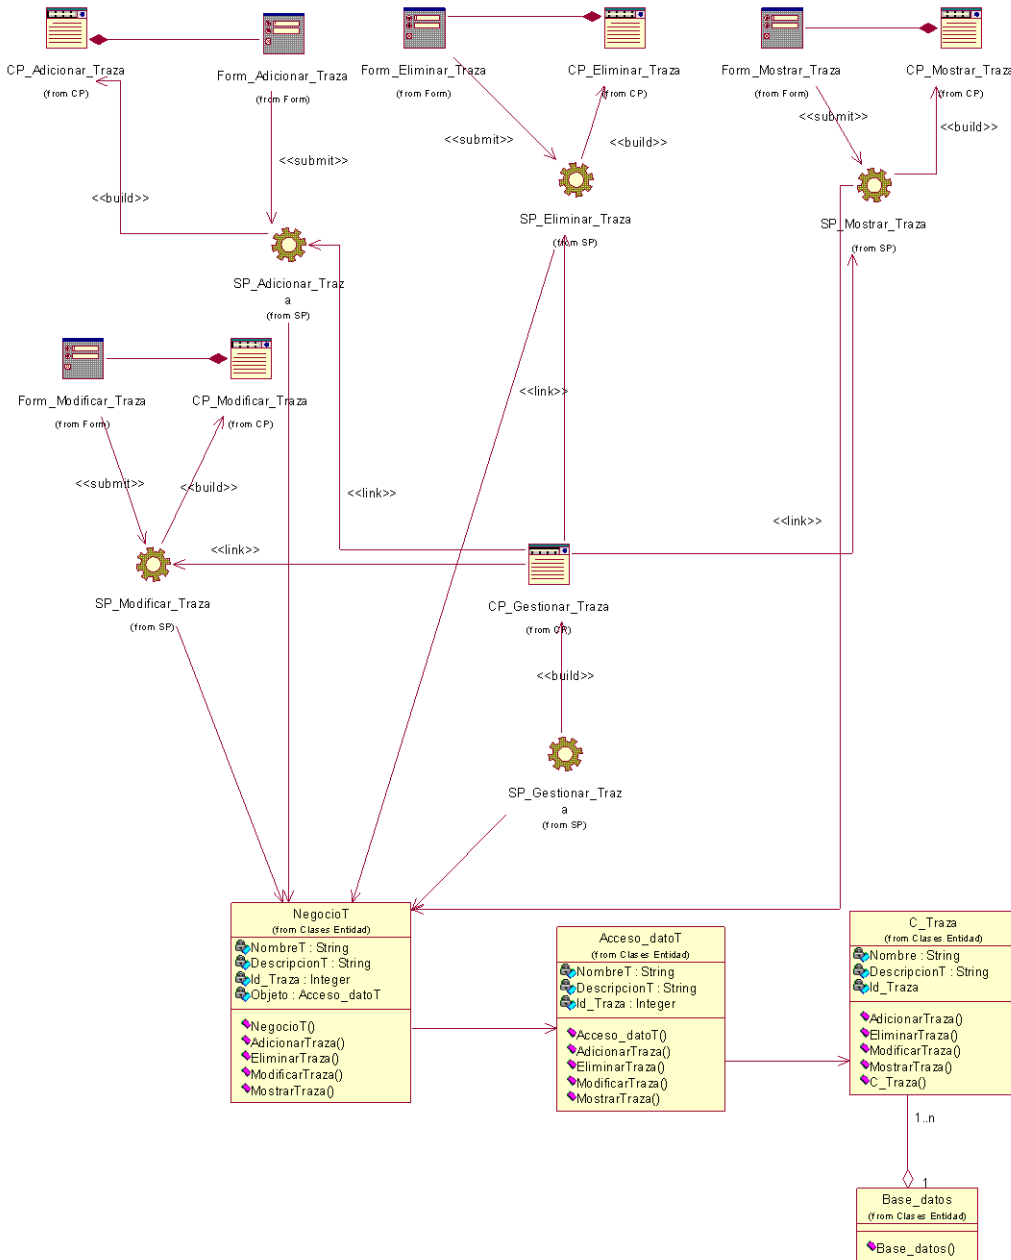 CP_Adicionar_Traza
(from CP)
Form_Adicionar_Traza
(from Form)
Form_Eliminar_Traza
(from Form)
CP_Eliminar_Traza
(from CP)
Form_Mostrar_Traza
(from Form)
CP_Mostrar_Traza
(from CP)
<<submit>>
<<build>>
<<submit>>
<<build>>
<<submit>>
<<build>>
SP_Eliminar_Traza
(from SP)
SP_Mostrar_Traza
(from SP)
SP_Adicionar_Traz
a
(from SP)
Form_Modificar_Traza
(from Form)
CP_Modificar_Traza
(from CP)
<<link>>
<<submit>>
<<build>>
<<link>>
<<link>>
<<link>>
SP_Modificar_Traza
(from SP)
CP_Gestionar_Traza
(from CP)
<<build>>
SP_Gestionar_Traz
a
(from SP)
NegocioT
(from Clases Entidad)
NombreT : String
DescripcionT : String
Id_Traza : Integer
Objeto : Acceso_datoT
NegocioT()
AdicionarTraza()
EliminarTraza()
ModificarTraza()
MostrarTraza()
Acceso_datoT
(from Clases Entidad)
NombreT : String
DescripcionT : String
Id_Traza : Integer
Acceso_datoT()
AdicionarTraza()
EliminarTraza()
ModificarTraza()
MostrarTraza()
C_Traza
(from Clases Entidad)
Nombre : String
DescripcionT : String
Id_Traza
AdicionarTraza()
EliminarTraza()
ModificarTraza()
MostrarTraza()
C_Traza()
1..n
1
Base_datos
(from Clases Entidad)
Base_datos()